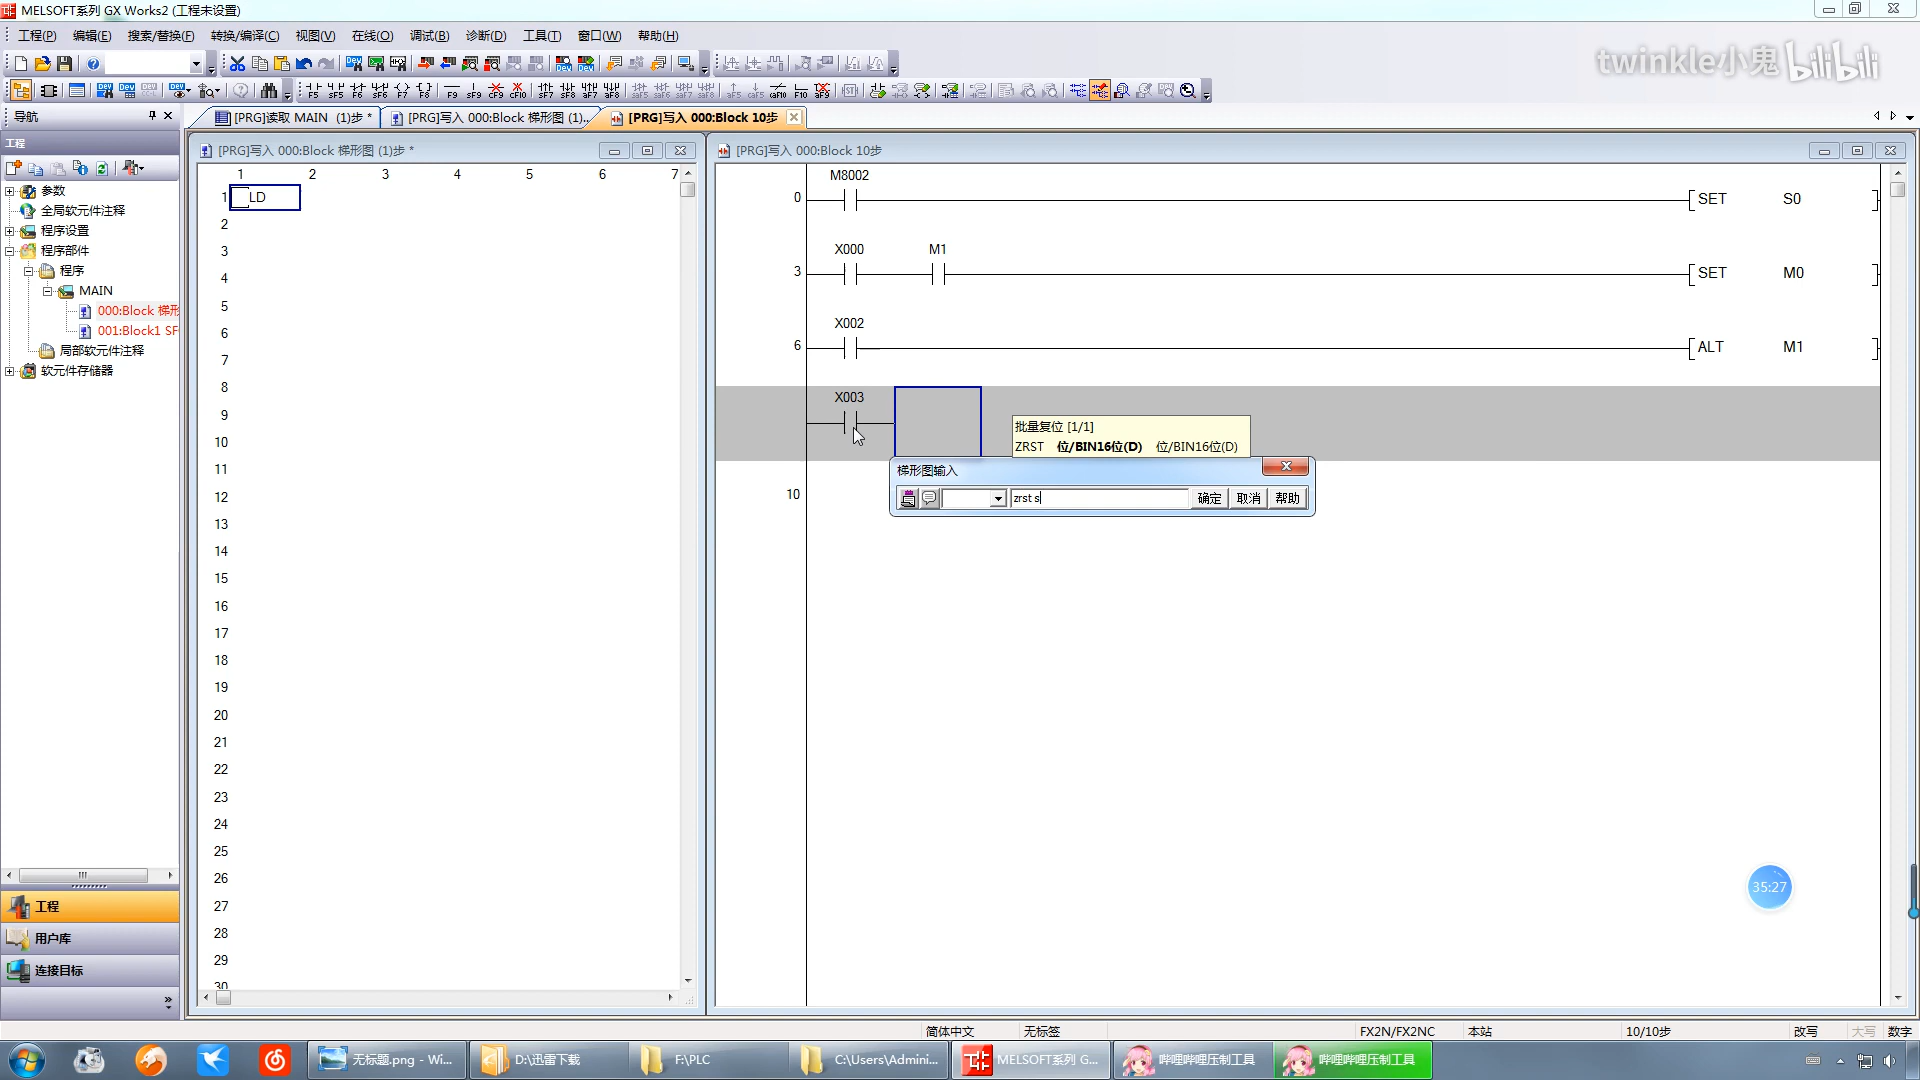 MELSOFT系列 GX Works2 (工程未设置)
工程(P) 编辑(E) 搜索/替换(F) 转换/编译(C) 视图(V) 在线(O) 调试(B) 诊断(D) 工具(T) 窗口(W) 帮助(H)
twinkle小鬼 bilibili
导航
[PRG]读取 MAIN (1)步 *
[PRG]写入 000:Block 梯形图 (1)...
[PRG]写入 000:Block 10步
工程
参数
全局软元件注释
程序设置
程序部件
程序
MAIN
000:Block 梯形
001:Block1 SF
局部软元件注释
软元件存储器
工程
用户库
连接目标
[PRG]写入 000:Block 梯形图 (1)步 *
1 2 3 4 5 6 7
1 LD
2
3
4
5
6
7
8
9
10
11
12
13
14
15
16
17
18
19
20
21
22
23
24
25
26
27
28
29
30
[PRG]写入 000:Block 10步
M8002
0 SET S0
X000 M1
3 SET M0
X002
6 ALT M1
X003
批量复位 [1/1]
ZRST 位/BIN16位(D) 位/BIN16位(D)
梯形图输入
zrst s 确定 取消 帮助
10
35:27
简体中文 无标签 FX2N/FX2NC 本站 10/10步 改写 大写 数字
无标题.png - Wi...
D:\迅雷下载
F:\PLC
C:\Users\Admini...
MELSOFT系列 G...
哔哩哔哩压制工具
哔哩哔哩压制工具